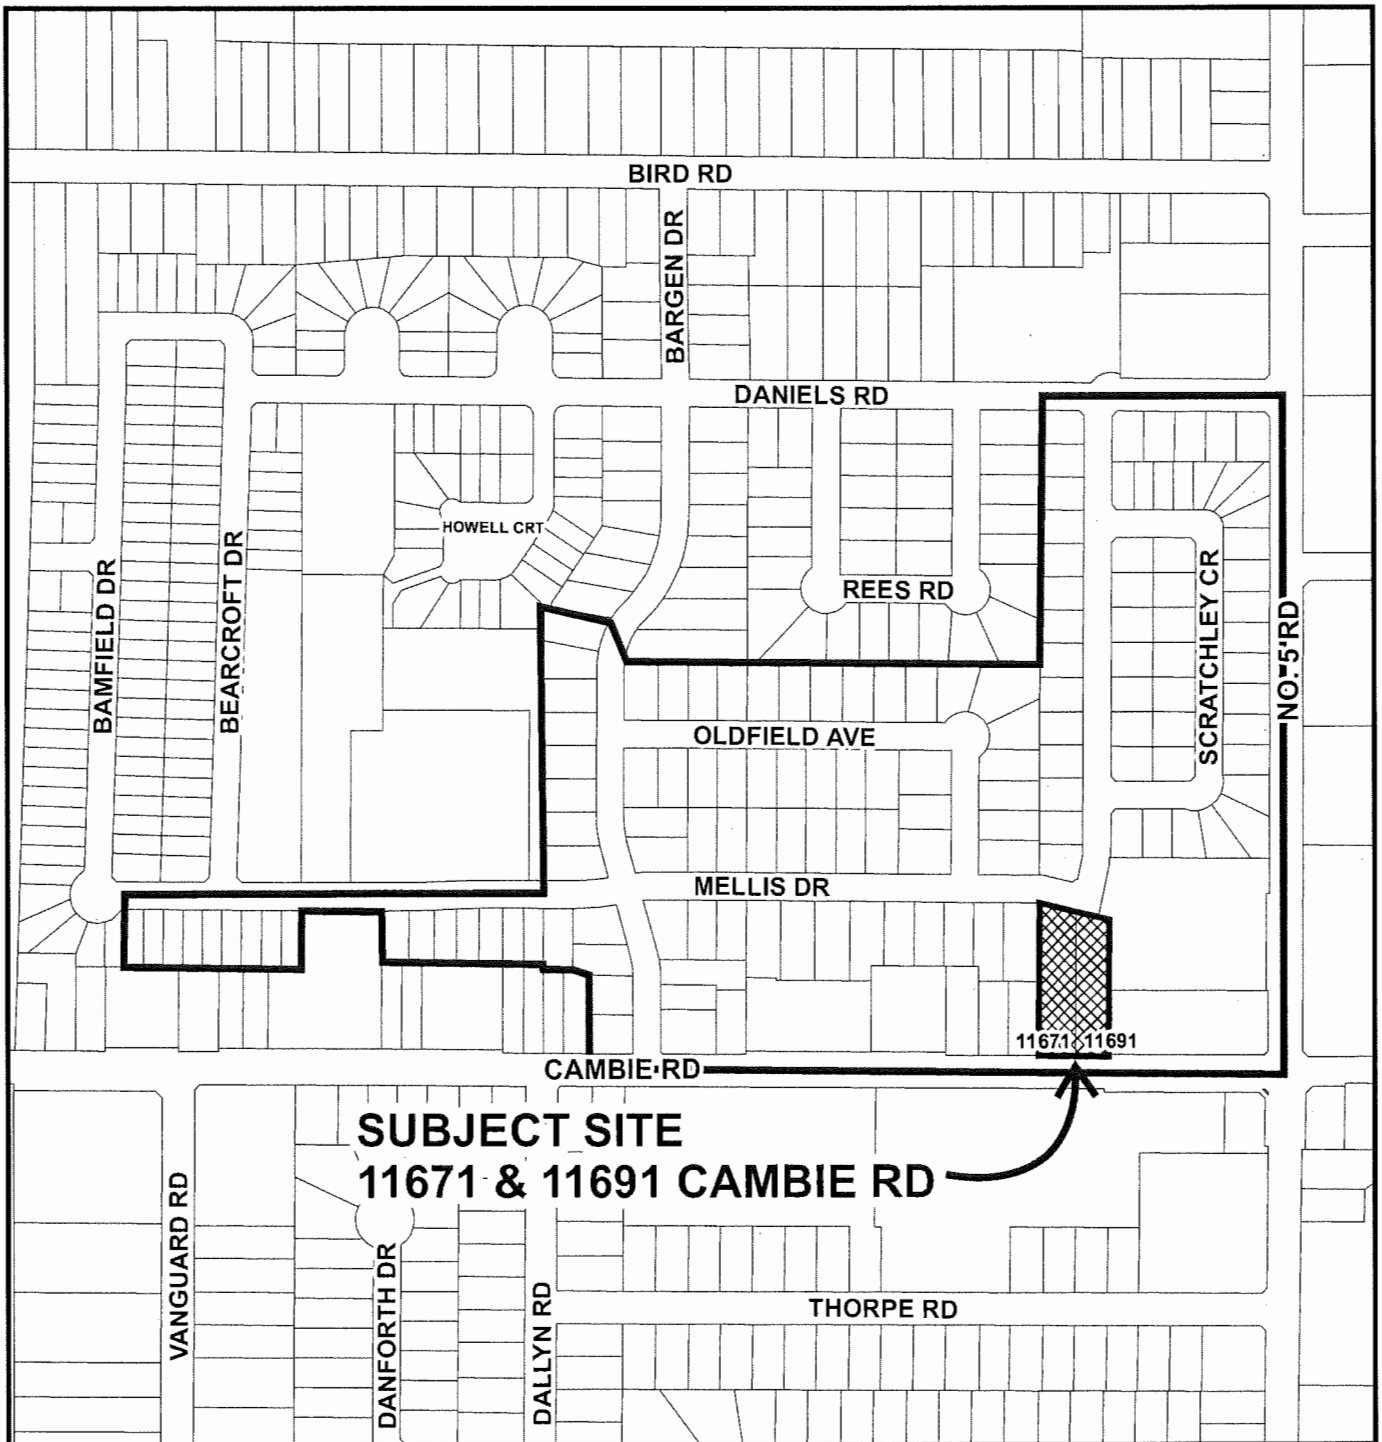 BIRD RD
BARGEN DR
DANIELS RD
HOWELL CRT
BAMFIELD DR
BEARCROFT DR
REES RD
SCRATCHLEY CR
NO. 5 RD
OLDFIELD AVE
MELLIS DR
11671 11691
CAMBIE RD
SUBJECT SITE
11671 & 11691 CAMBIE RD
VANGUARD RD
DANFORTH DR
DALLYN RD
THORPE RD